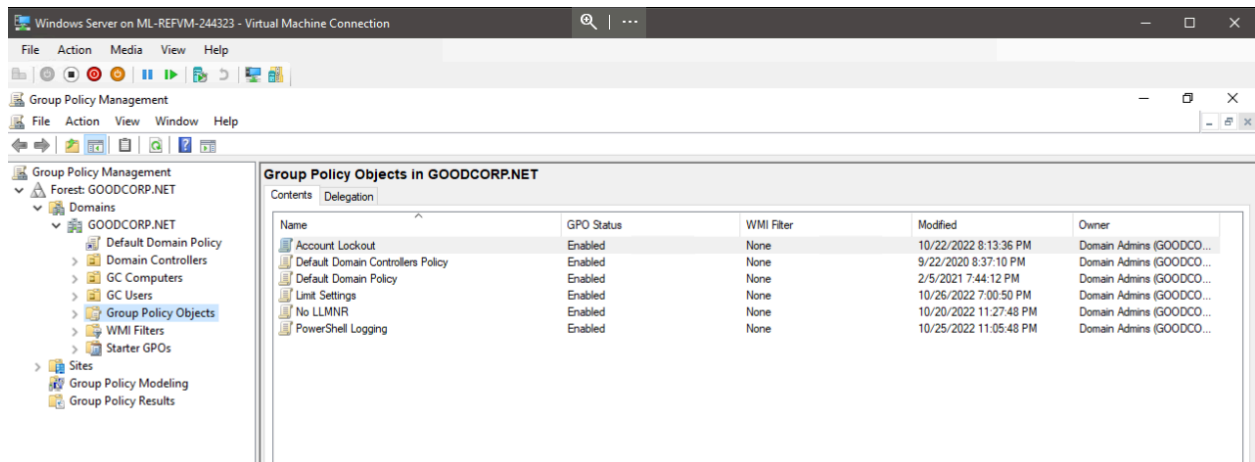 Windows Server on ML-REFVM-244323 - Virtual Machine Connection
File Action Media View Help
Group Policy Management
File Action View Window Help
Group Policy Management
Forest: GOODCORP.NET
Domains
GOODCORP.NET
Default Domain Policy
Domain Controllers
GC Computers
GC Users
Group Policy Objects
WMI Filters
Starter GPOs
Sites
Group Policy Modeling
Group Policy Results
Group Policy Objects in GOODCORP.NET
Contents Delegation
Name GPO Status WMI Filter Modified Owner
Account Lockout Enabled None 10/22/2022 8:13:36 PM Domain Admins (GOODCO...
Default Domain Controllers Policy Enabled None 9/22/2020 8:37:10 PM Domain Admins (GOODCO...
Default Domain Policy Enabled None 2/5/2021 7:44:12 PM Domain Admins (GOODCO...
Limit Settings Enabled None 10/26/2022 7:00:50 PM Domain Admins (GOODCO...
No LLMNR Enabled None 10/20/2022 11:27:48 PM Domain Admins (GOODCO...
PowerShell Logging Enabled None 10/25/2022 11:05:48 PM Domain Admins (GOODCO...